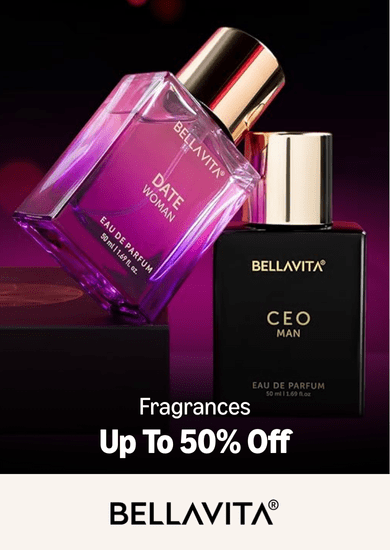 BELLAVITA®
DATE
WOMAN
EAU DE PARFUM
50 ml | 1.69 fl. oz.
BELLAVITA®
CEO
MAN
EAU DE PARFUM
50 ml | 1.69 fl. oz
Fragrances
Up To 50% Off
BELLAVITA®